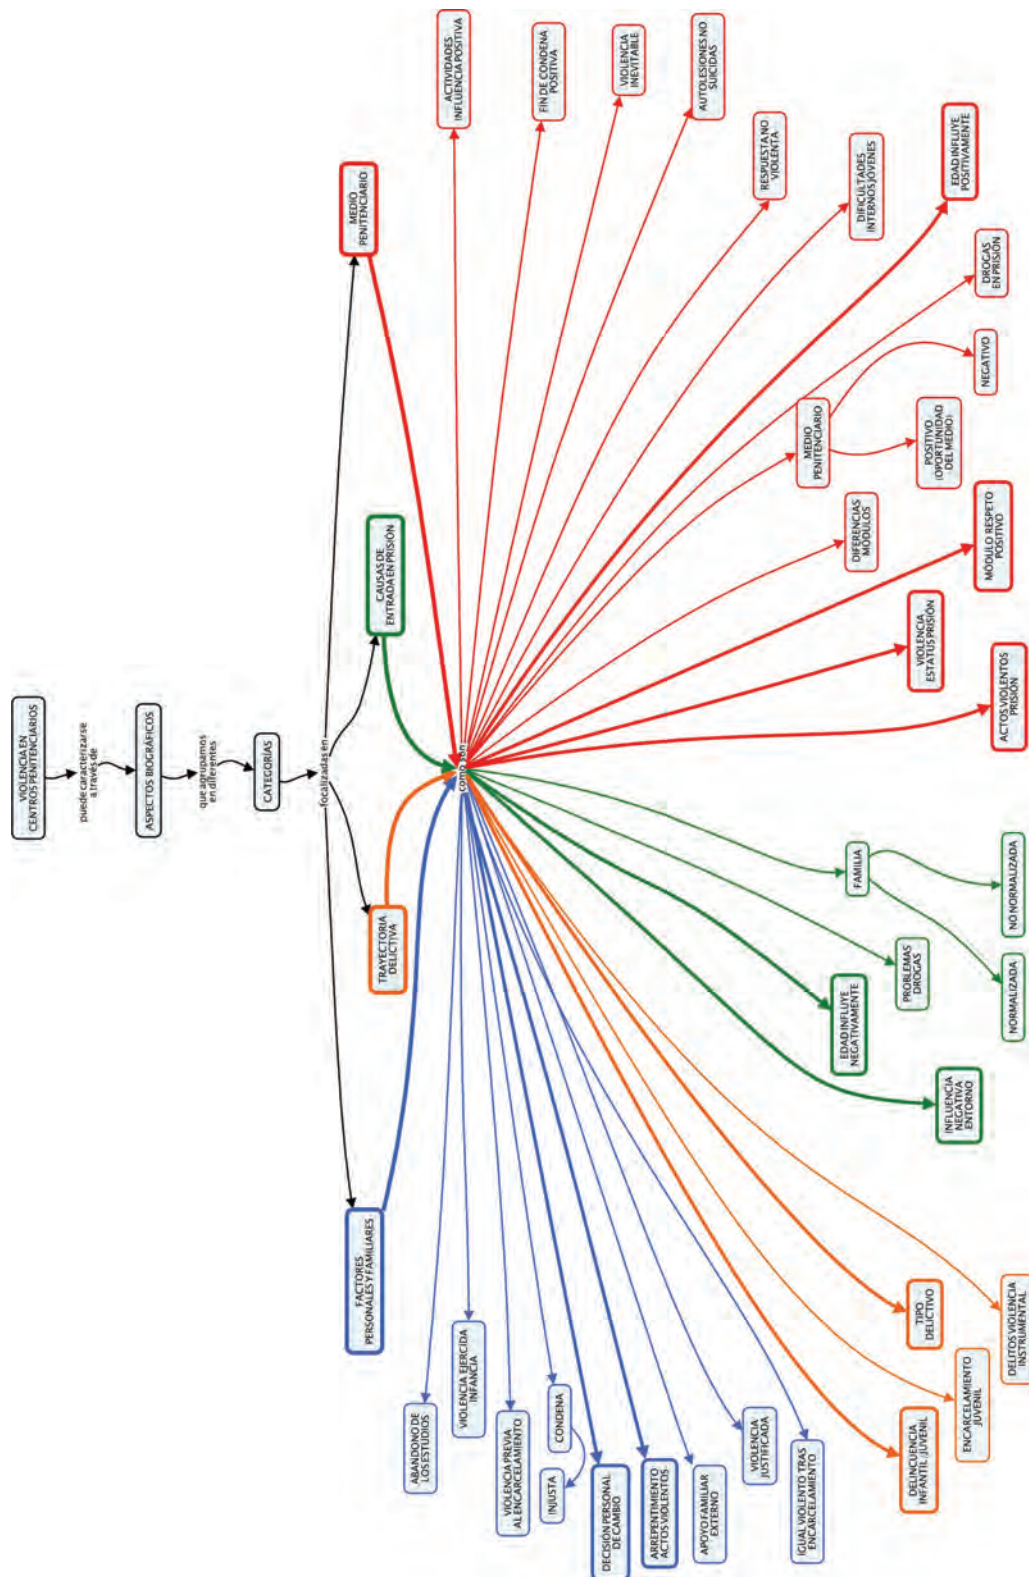 VIOLENCIA EN
CENTROS PENITENCIARIOS
puede caracterizarse
a través de
ASPECTOS BIOGRÁFICOS
que agrupamos
en diferentes
CATEGORÍAS
focalizadas en
FACTORES
PERSONALES Y FAMILIARES
TRAYECTORIA
DELICTIVA
CAUSAS DE
ENTRADA EN PRISIÓN
MEDIO
PENITENCIARIO
como son
ABANDONO DE
LOS ESTUDIOS
VIOLENCIA EJERCIDA
INFANCIA
VIOLENCIA PREVIA
AL ENCARCELAMIENTO
CONDENA
INJUSTA
DECISIÓN PERSONAL
DE CAMBIO
ARREPENTIMIENTO
ACTOS VIOLENTOS
APOYO FAMILIAR
EXTERNO
VIOLENCIA
JUSTIFICADA
IGUAL VIOLENTO TRAS
ENCARCELAMIENTO
DELINCUENCIA
INFANTIL /JUVENIL
ENCARCELAMIENTO
JUVENIL
TIPO
DELICTIVO
DELITOS VIOLENCIA
INSTRUMENTAL
INFLUENCIA
NEGATIVA
ENTORNO
EDAD INFLUYE
NEGATIVAMENTE
PROBLEMAS
DROGAS
FAMILIA
NORMALIZADA
NO NORMALIZADA
ACTOS VIOLENTOS
PRISIÓN
VIOLENCIA
ESTATUS PRISIÓN
MÓDULO RESPETO
POSITIVO
DIFERENCIAS
MÓDULOS
MEDIO
PENITENCIARIO
POSITIVO
(OPORTUNIDAD
DEL MEDIO)
NEGATIVO
DROGAS
EN PRISIÓN
EDAD INFLUYE
POSITIVAMENTE
DIFICULTADES
INTERNOS JÓVENES
RESPUESTA NO
VIOLENTA
AUTOLESIONES NO
SUICIDAS
VIOLENCIA
INEVITABLE
FIN DE CONDENA
POSITIVA
ACTIVIDADES
INFLUENCIA POSITIVA